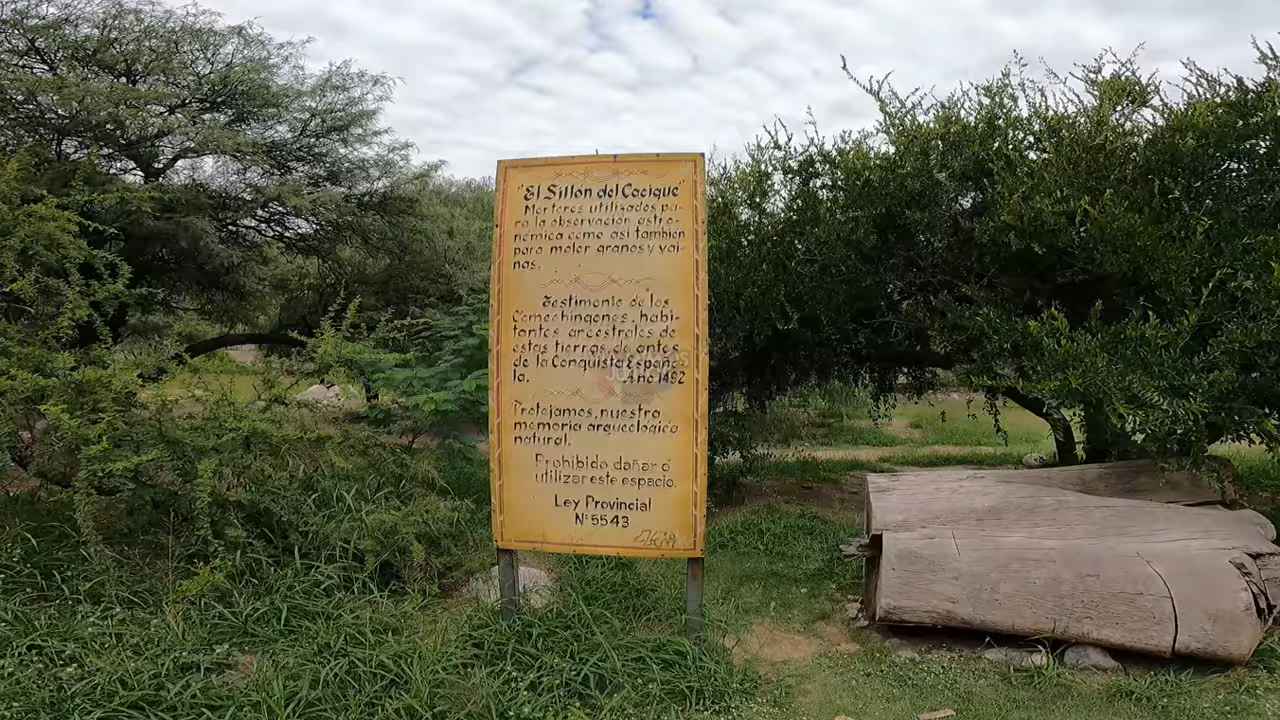 "El Sillón del Cacique"
Morteros utilizados pa-
ra la observación astro-
nómica como asi también
para moler granos y vai-
nas.
Testimonio de los
Comechingones, habi-
tantes ancestrales de
estas tierras, de antes
de la Conquista Españo-
la. Año 1492
Protejamos, nuestra
memoria arqueológica
natural.
Prohibido dañar ó
utilizar este espacio.
Ley Provincial
N° 5543